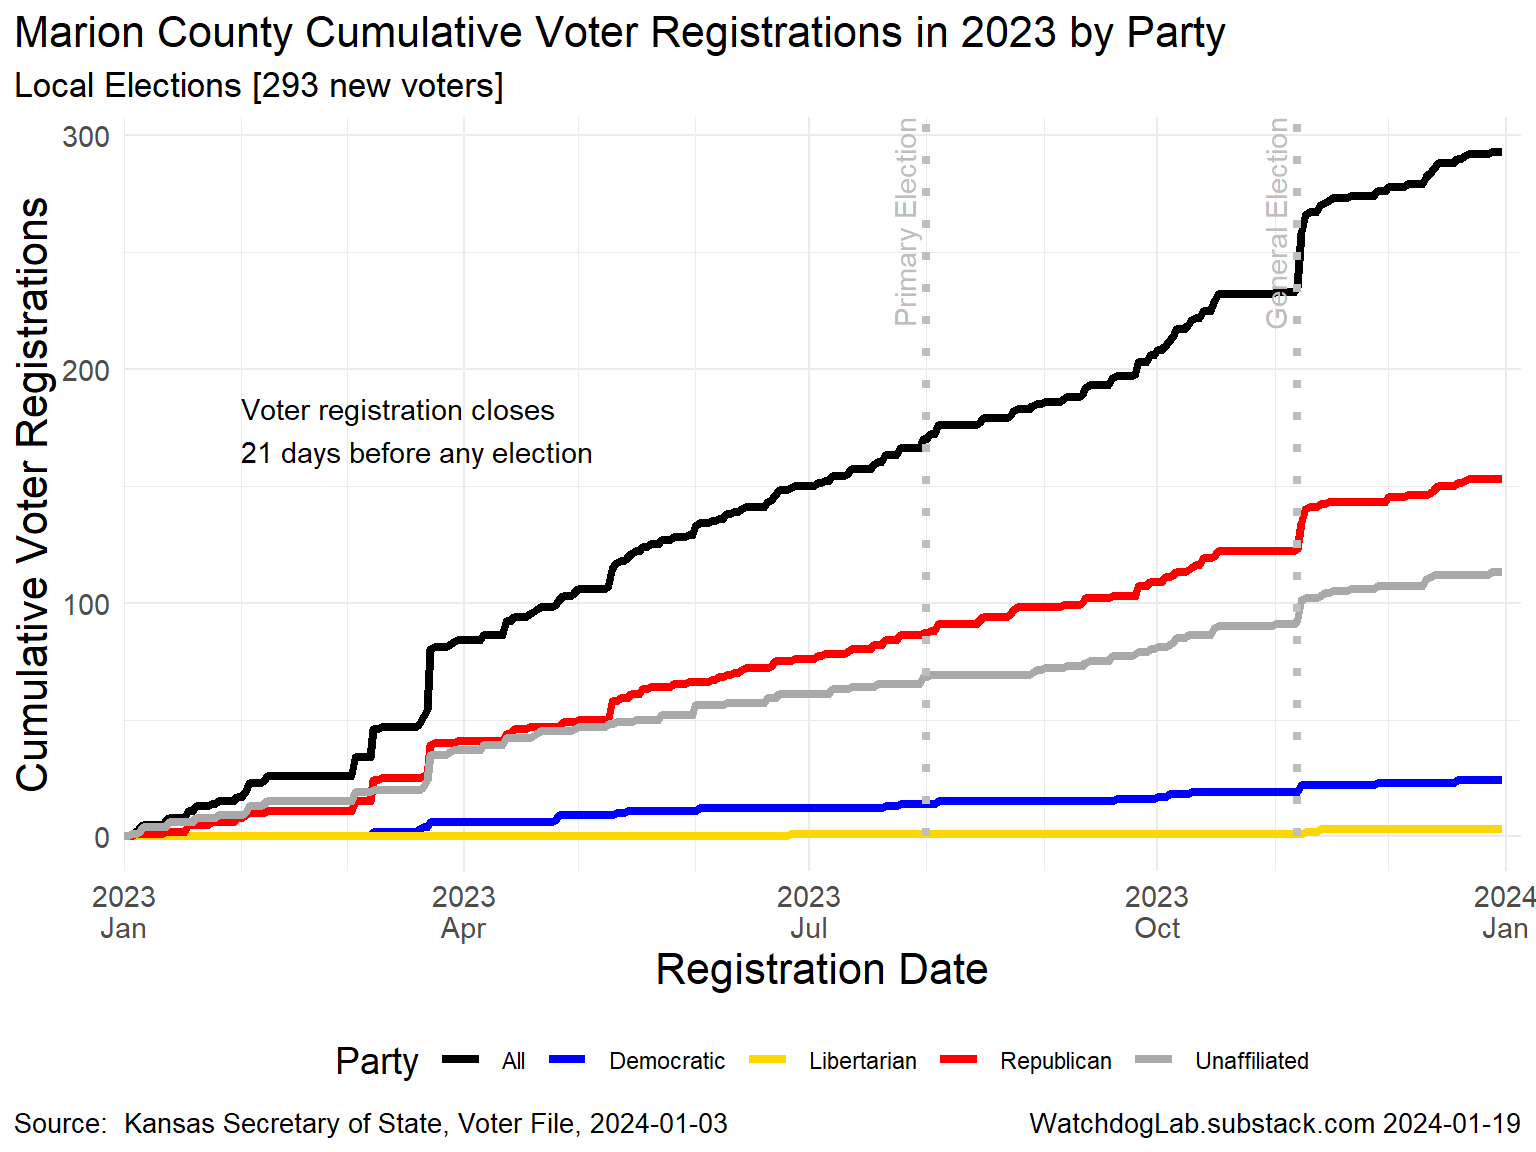 Marion County Cumulative Voter Registrations in 2023 by Party
Local Elections [293 new voters]
Cumulative Voter Registrations
300
200
100
0
Primary Election
General Election
Voter registration closes
21 days before any election
2023
Jan
2023
Apr
2023
Jul
2023
Oct
2024
Jan
Registration Date
Party
All
Democratic
Libertarian
Republican
Unaffiliated
Source:  Kansas Secretary of State, Voter File, 2024-01-03
WatchdogLab.substack.com 2024-01-19